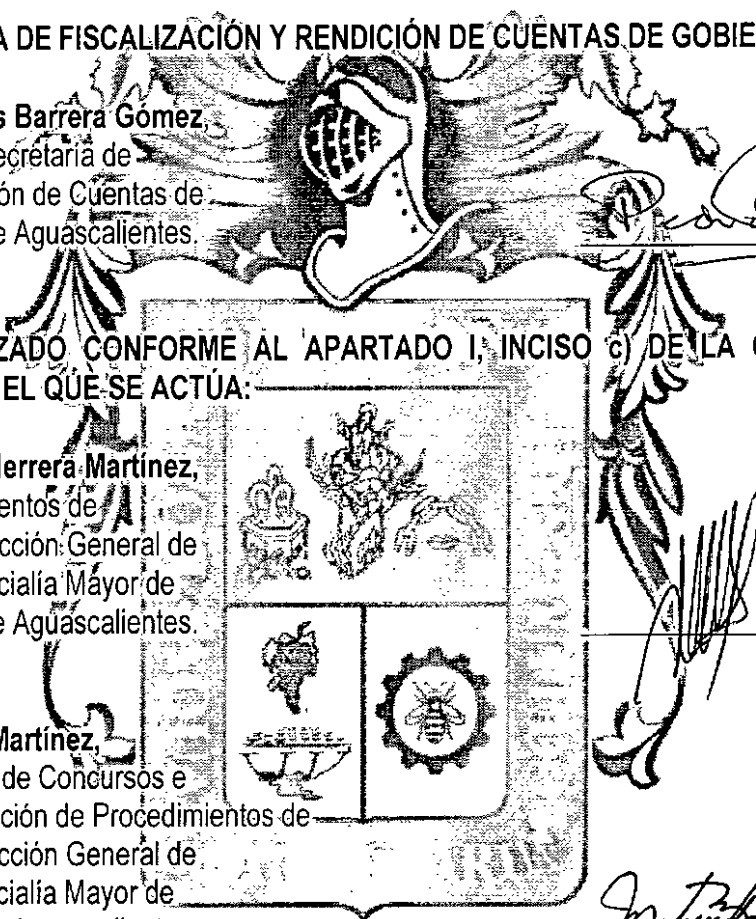 A DE FISCALIZACIÓN Y RENDICIÓN DE CUENTAS DE GOBIE
s Barrera Gómez,
ecretaría de
ón de Cuentas de
e Aguascalientes.
ZADO CONFORME AL APARTADO I, INCISO c) DE LA
EL QUE SE ACTÚA:
Herrera Martínez,
entos de
cción General de
cialía Mayor de
e Aguascalientes.
Martínez,
de Concursos e
ción de Procedimientos de
cción General de
cialía Mayor de